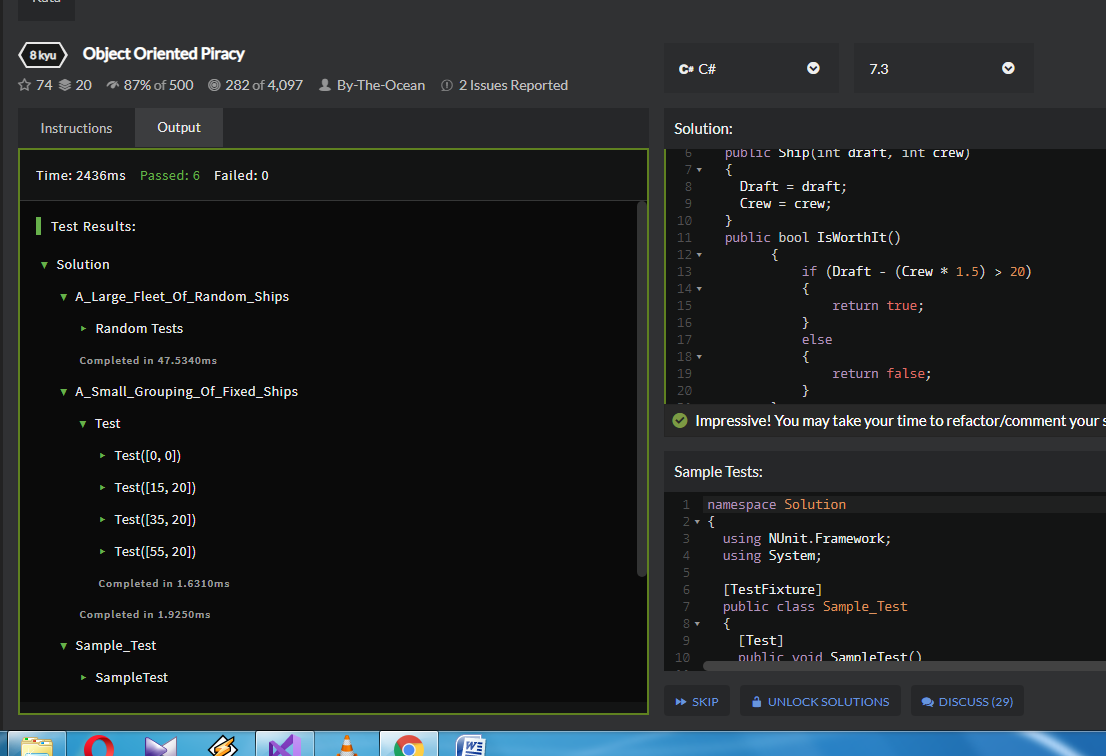 Kata
8 kyu Object Oriented Piracy
74 20 87% of 500 282 of 4,097 By-The-Ocean 2 Issues Reported
C# C#
7.3
Instructions Output
Time: 2436ms Passed: 6 Failed: 0
Test Results:
Solution
A_Large_Fleet_Of_Random_Ships
Random Tests
Completed in 47.5340ms
A_Small_Grouping_Of_Fixed_Ships
Test
Test([0, 0])
Test([15, 20])
Test([35, 20])
Test([55, 20])
Completed in 1.6310ms
Completed in 1.9250ms
Sample_Test
SampleTest
Solution:
6 public Ship(int draft, int crew)
7 {
8 Draft = draft;
9 Crew = crew;
10 }
11 public bool IsWorthIt()
12 {
13 if (Draft - (Crew * 1.5) > 20)
14 {
15 return true;
16 }
17 else
18 {
19 return false;
20 }
Impressive! You may take your time to refactor/comment your
Sample Tests:
1 namespace Solution
2 {
3 using NUnit.Framework;
4 using System;
5
6 [TestFixture]
7 public class Sample_Test
8 {
9 [Test]
10 public void SampleTest()
SKIP UNLOCK SOLUTIONS DISCUSS (29)
W